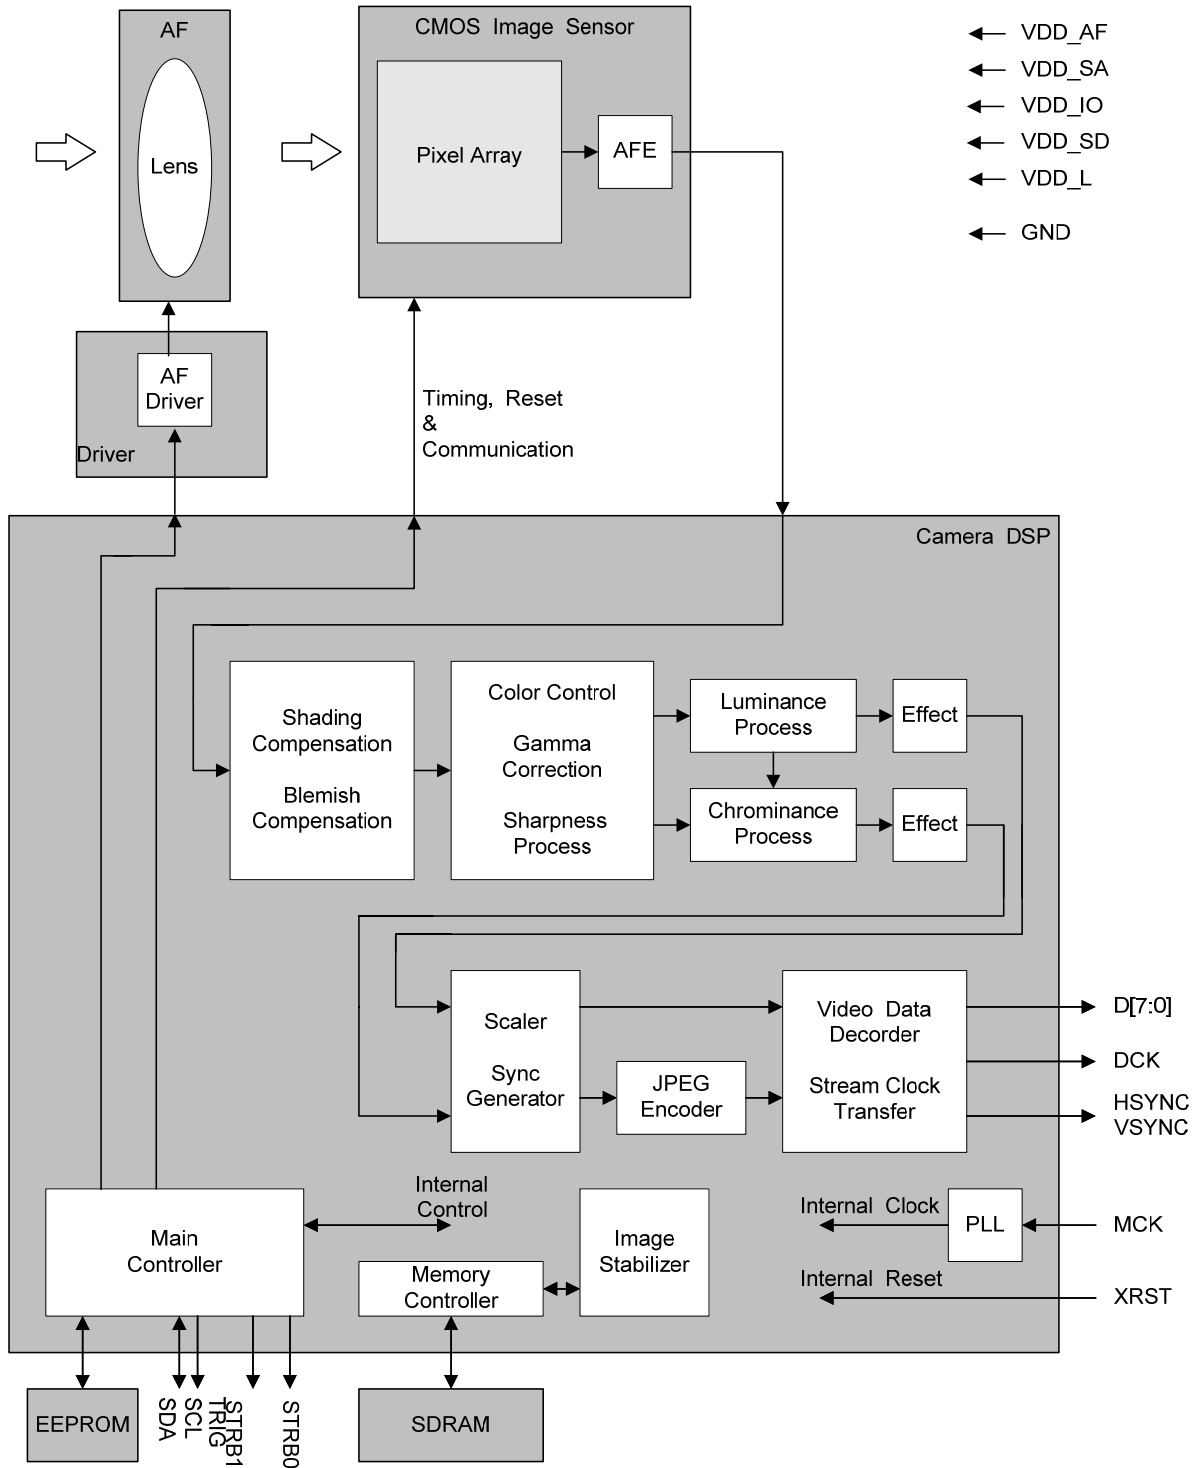 AF
Lens
AF
Driver
Driver
CMOS Image Sensor
Pixel Array
AFE
VDD_AF
VDD_SA
VDD_IO
VDD_SD
VDD_L
GND
Timing, Reset
&
Communication
Camera DSP
Shading
Compensation
Blemish
Compensation
Color Control
Gamma
Correction
Sharpness
Process
Luminance
Process
Effect
Chrominance
Process
Effect
Scaler
Sync
Generator
JPEG
Encoder
Video Data
Decorder
Stream Clock
Transfer
D[7:0]
DCK
HSYNC
VSYNC
Main
Controller
Internal
Control
Memory
Controller
Image
Stabilizer
Internal Clock
PLL
MCK
Internal Reset
XRST
EEPROM
SDA
SCL
TRIG
STRB1
STRB0
SDRAM